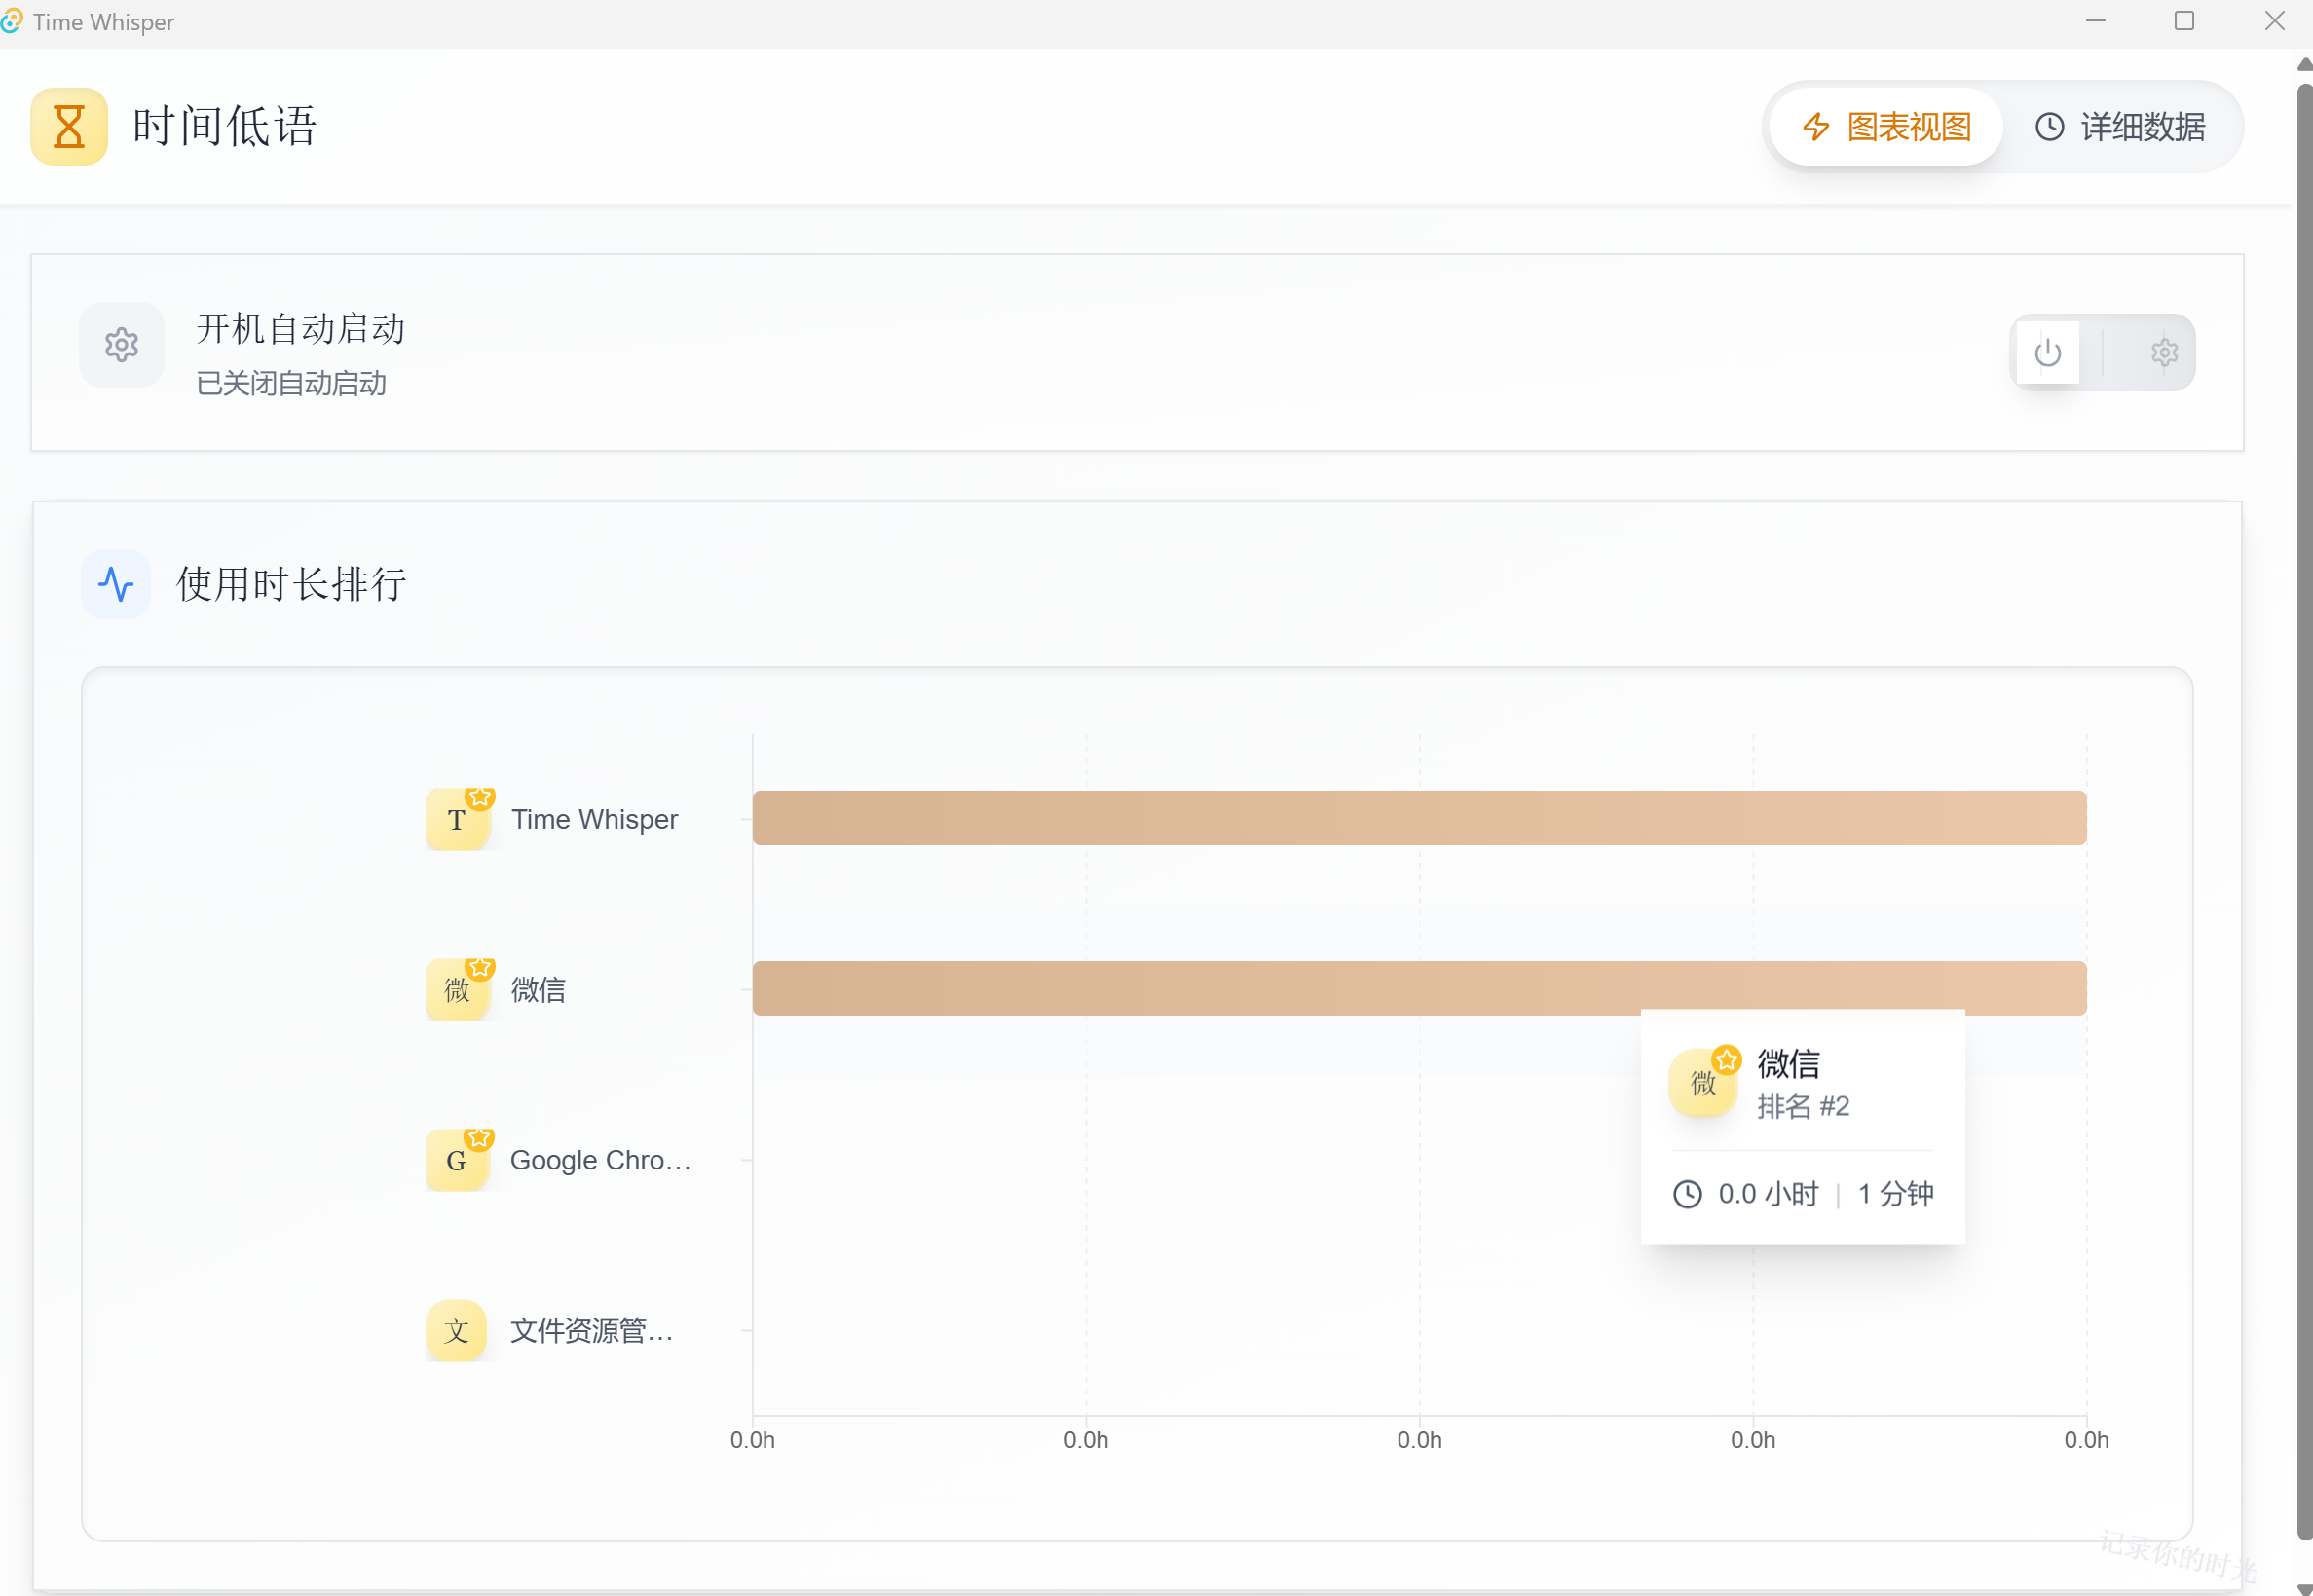 Time Whisper
时间低语
图表视图
详细数据
开机自动启动
已关闭自动启动
使用时长排行
T
Time Whisper
微
微信
G
Google Chro…
文
文件资源管…
微
微信
排名 #2
0.0 小时 | 1 分钟
0.0h 0.0h 0.0h 0.0h 0.0h
记录你的时光